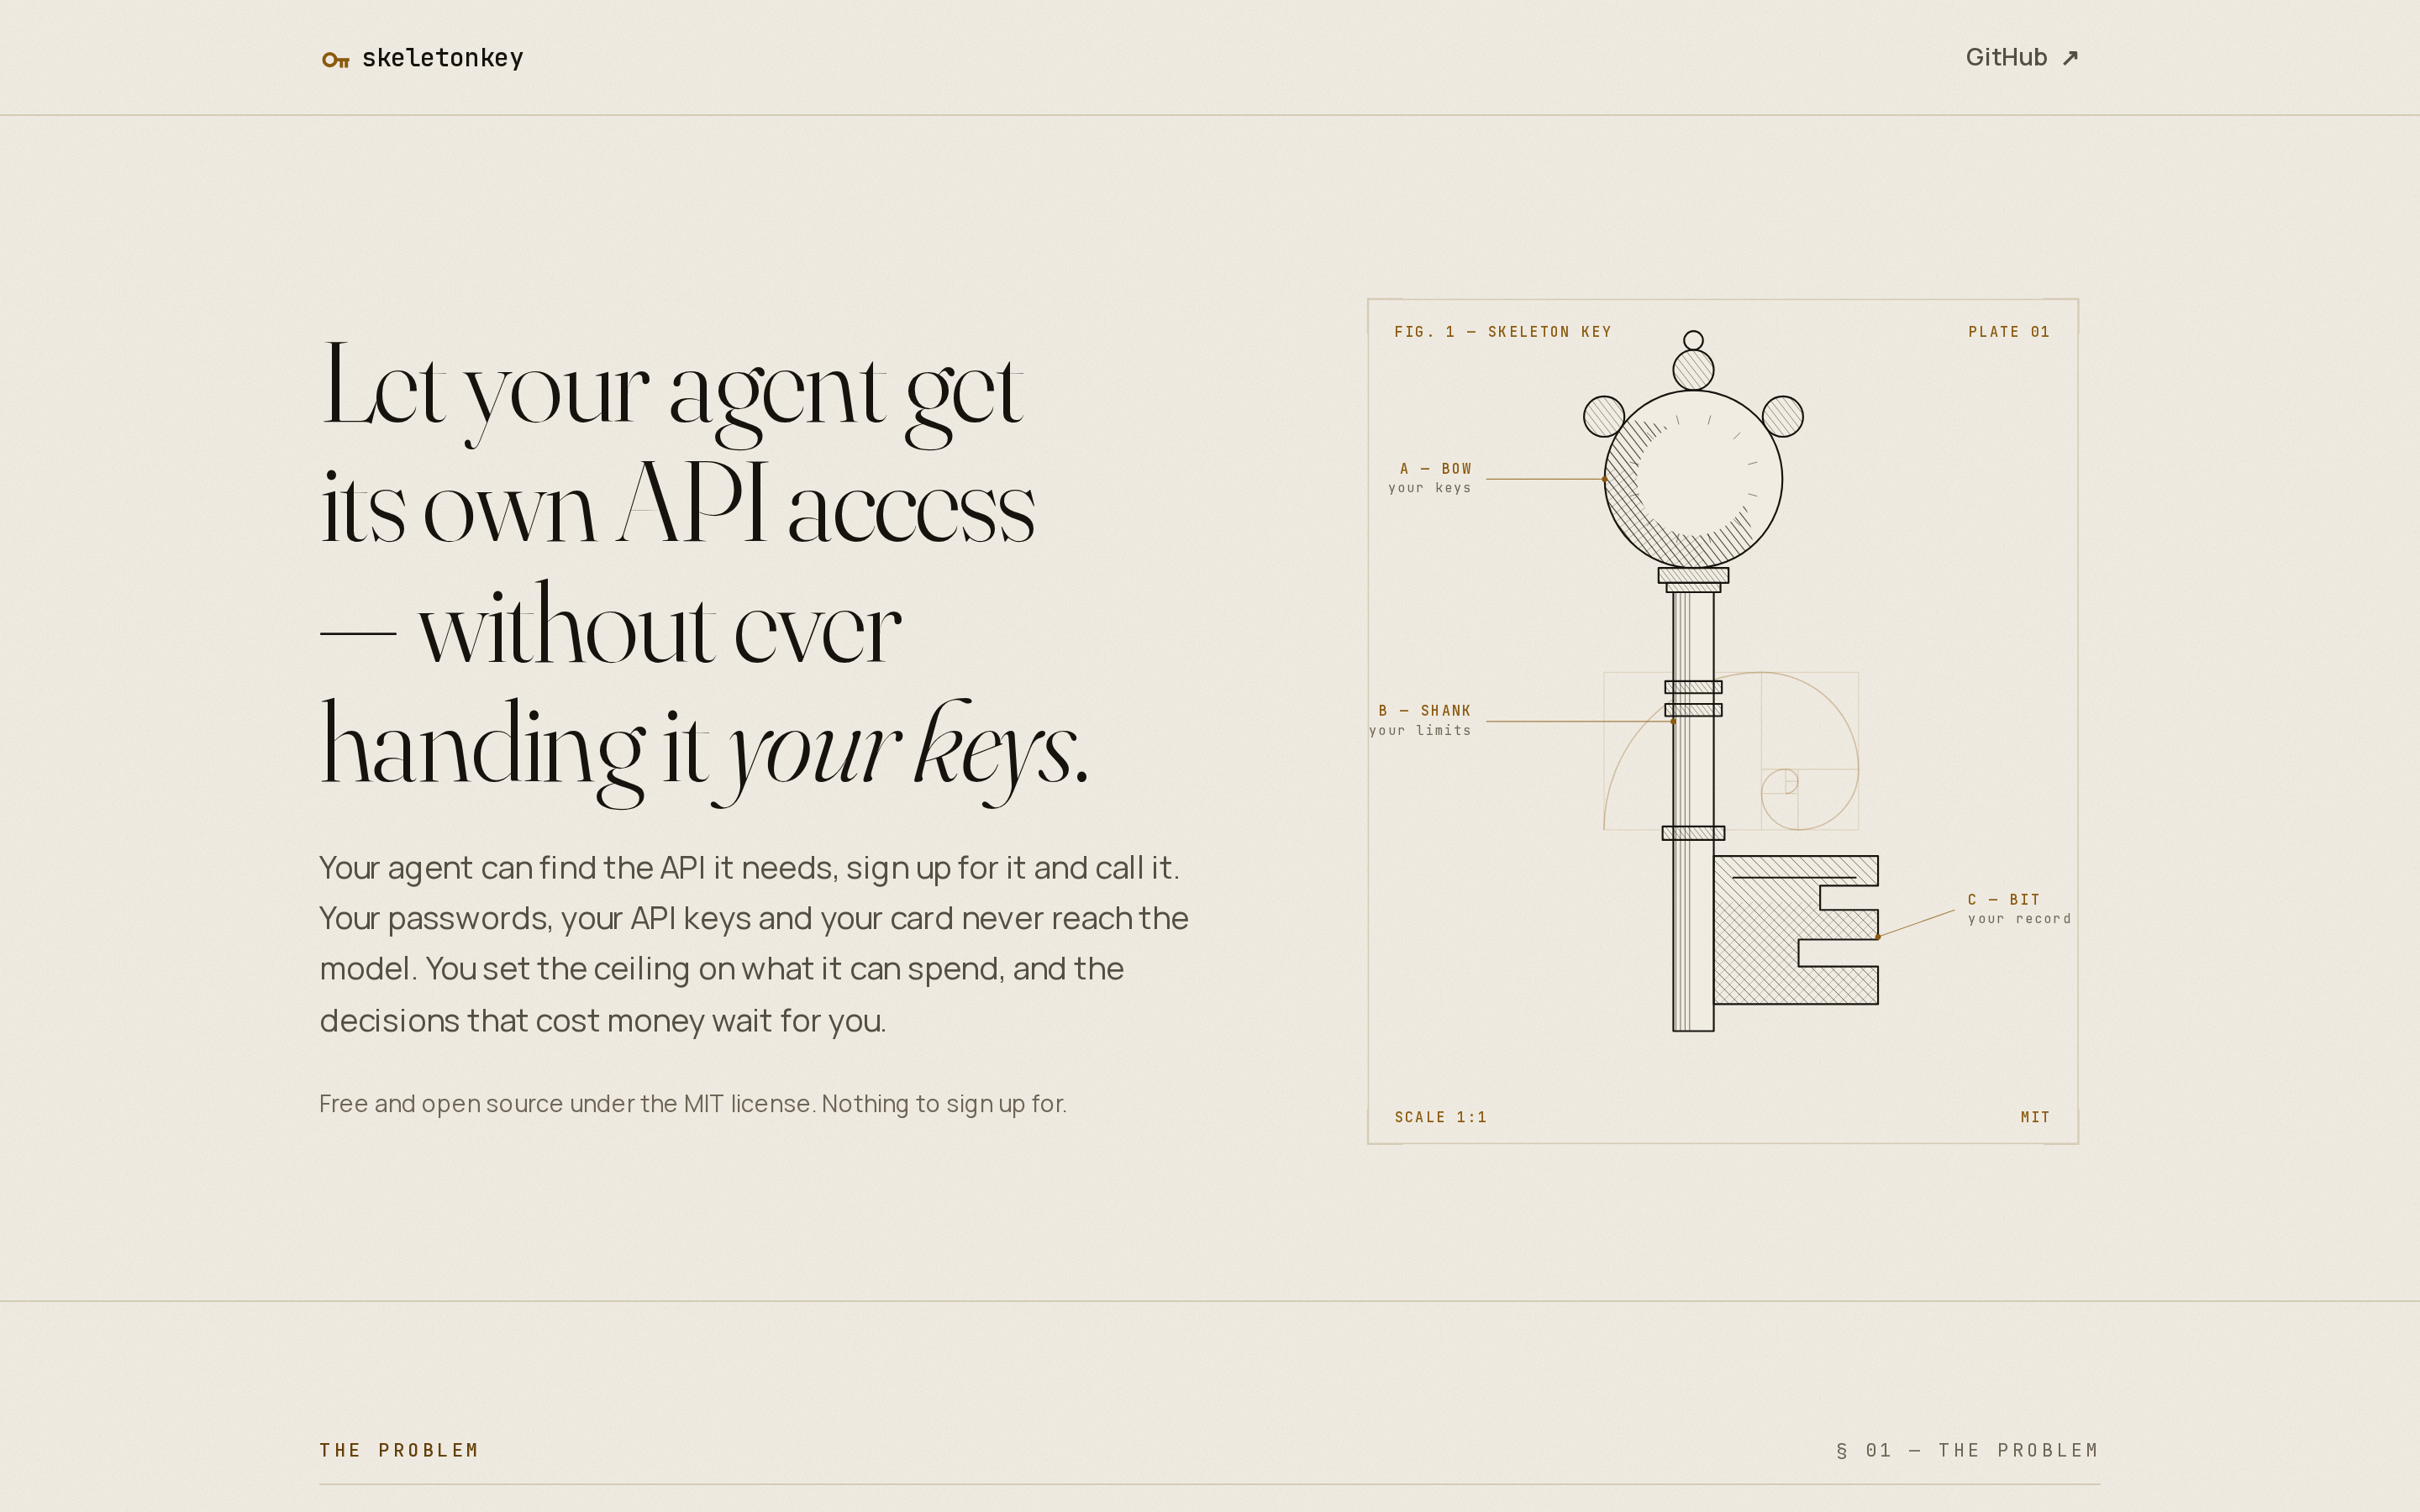 skeletonkey
GitHub ↗
Let your agent get
its own API access
— without ever
handing it your keys.
Your agent can find the API it needs, sign up for it and call it.
Your passwords, your API keys and your card never reach the
model. You set the ceiling on what it can spend, and the
decisions that cost money wait for you.
Free and open source under the MIT license. Nothing to sign up for.
FIG. 1 — SKELETON KEY
PLATE 01
A — BOW
your keys
B — SHANK
your limits
C — BIT
your record
SCALE 1:1
MIT
THE PROBLEM
§ 01 — THE PROBLEM